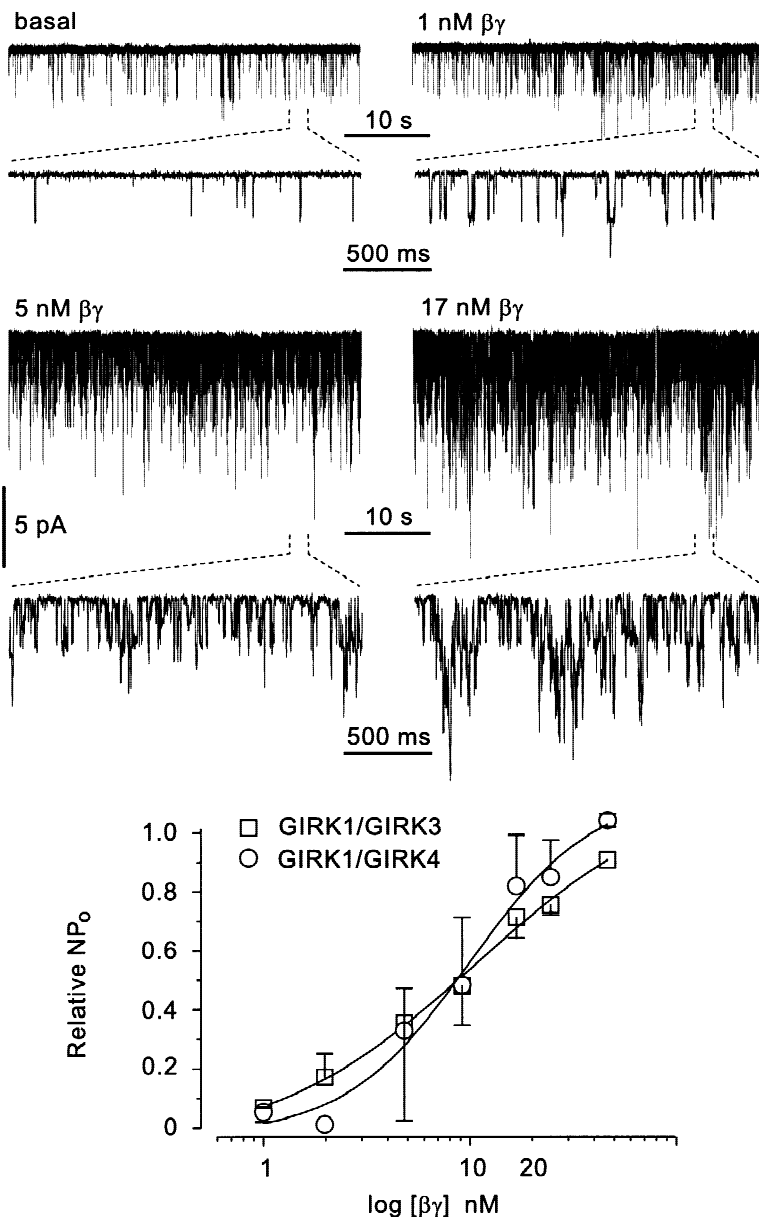 basal
1 nM βγ
10 s
500 ms
5 nM βγ
17 nM βγ
5 pA
10 s
500 ms
1.0
0.8
0.6
0.4
0.2
0
Relative NPo
GIRK1/GIRK3
GIRK1/GIRK4
1
10
20
log [βγ] nM